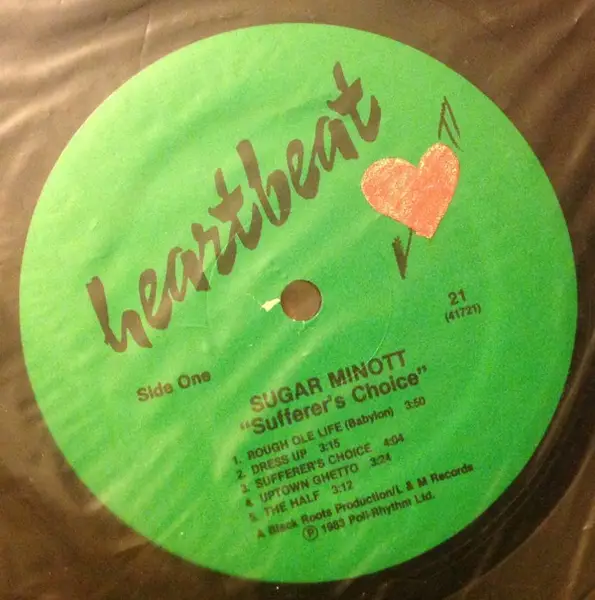 heartbeat
21
(41721)
Side One
SUGAR MINOTT
"Sufferer's Choice"
1. ROUGH OLE LIFE (Babylon) 3:50
2. DRESS UP 3:15
3. SUFFERER'S CHOICE 4:04
4. UPTOWN GHETTO 3:24
5. THE HALF 3:12
A Black Roots Production/L & M Records
℗ 1983 Poli-Rhythm Ltd.